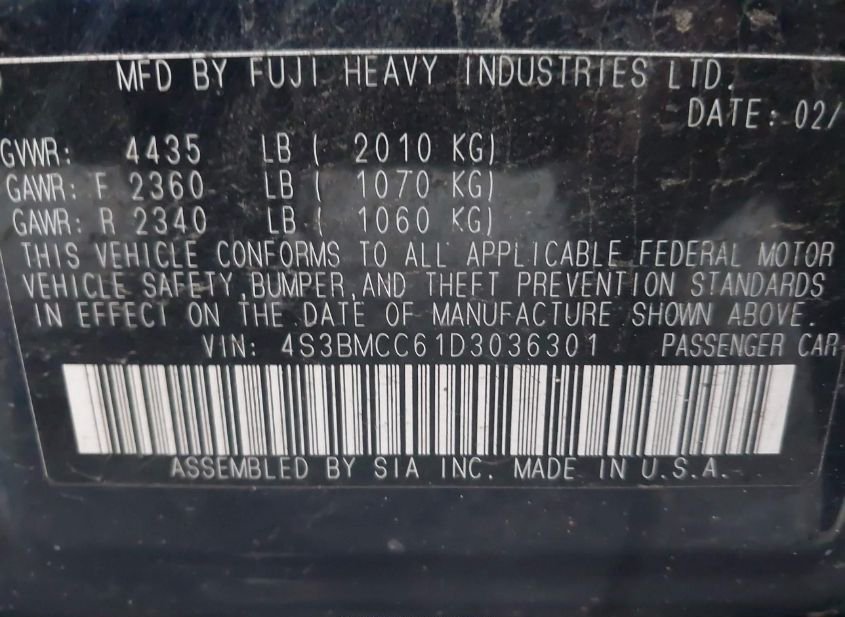 MFD BY FUJI HEAVY INDUSTRIES LTD.
DATE: 02/
GVWR: 4435 LB ( 2010 KG)
GAWR: F 2360 LB ( 1070 KG)
GAWR: R 2340 LB ( 1060 KG)
THIS VEHICLE CONFORMS TO ALL APPLICABLE FEDERAL MOTOR
VEHICLE SAFETY,BUMPER,AND THEFT PREVENTION STANDARDS
IN EFFECT ON THE DATE OF MANUFACTURE SHOWN ABOVE.
VIN: 4S3BMCC61D3036301 PASSENGER CAR
ASSEMBLED BY SIA INC. MADE IN U.S.A.